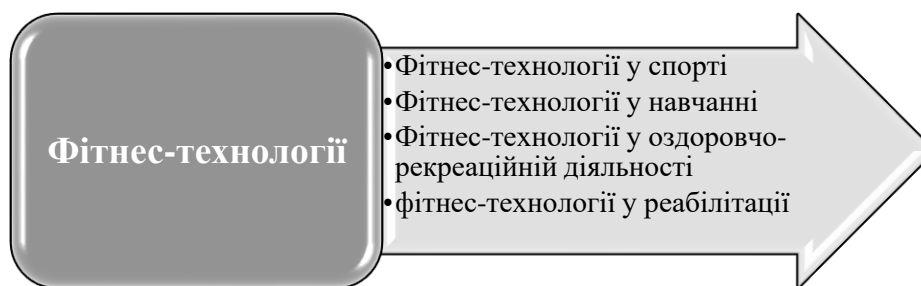 Фітнес-технології
•Фітнес-технології у спорті
•Фітнес-технології у навчанні
•Фітнес-технології у оздоровчо-
рекреаційній діяльності
•фітнес-технології у реабілітації